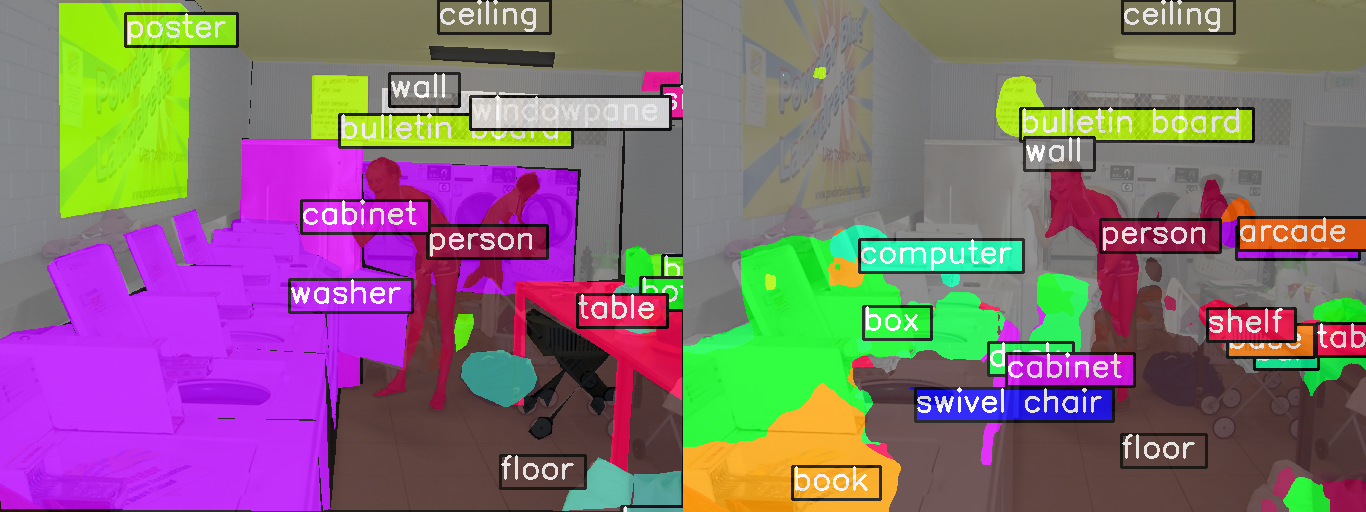 poster
ceiling
wall
windowpane
bulletin board
cabinet
person
washer
table
floor
ceiling
bulletin board
wall
person
arcade
computer
box
shelf
tab
cabinet
swivel chair
floor
book